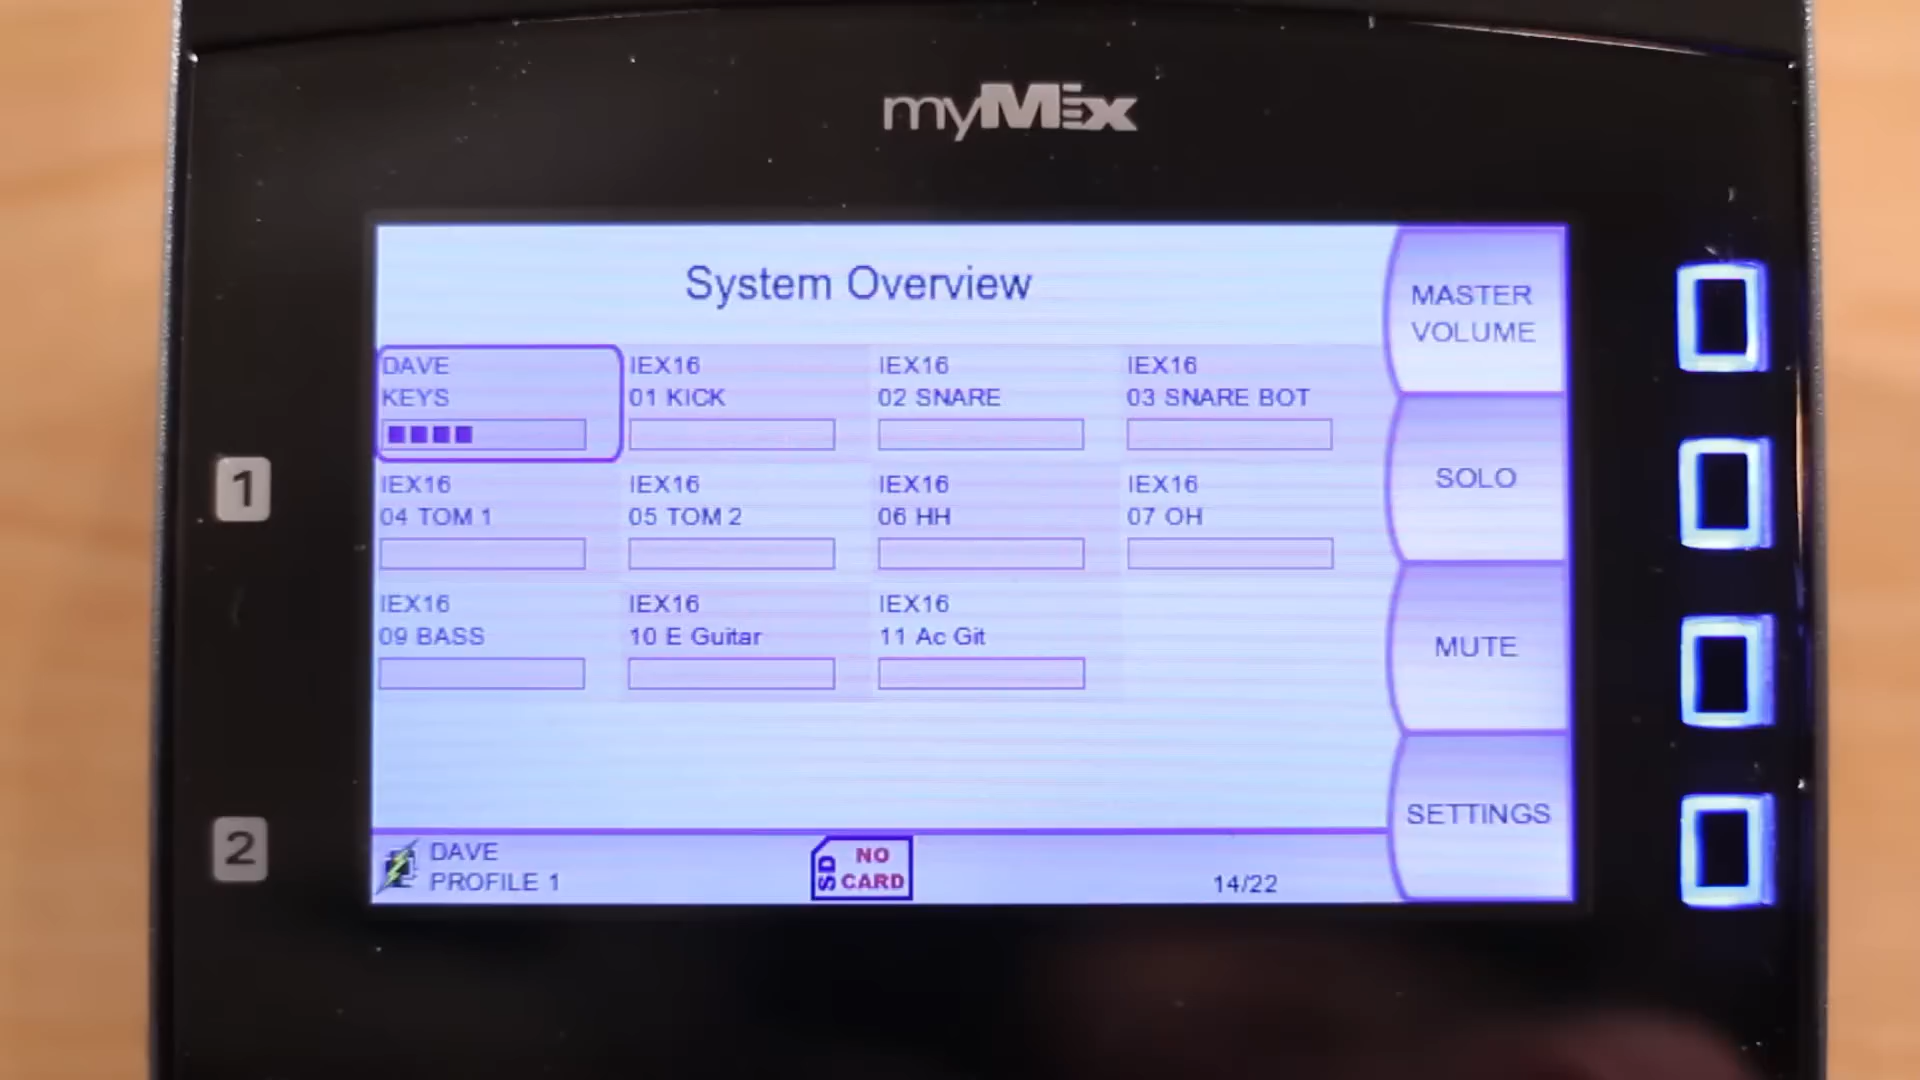 myMix
System Overview
MASTER
VOLUME
DAVE
KEYS
IEX16
01 KICK
IEX16
02 SNARE
IEX16
03 SNARE BOT
SOLO
1
IEX16
04 TOM 1
IEX16
05 TOM 2
IEX16
06 HH
IEX16
07 OH
IEX16
09 BASS
IEX16
10 E Guitar
IEX16
11 Ac Git
MUTE
SETTINGS
2
DAVE
PROFILE 1
SD
NO
CARD
14/22